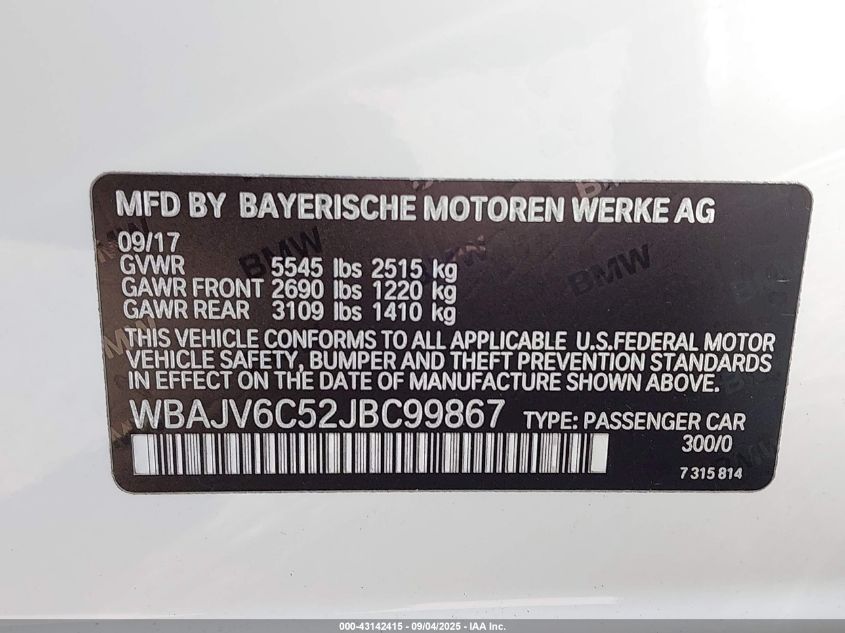 MFD BY BAYERISCHE MOTOREN WERKE AG
09/17
GVWR 5545 lbs 2515 kg
GAWR FRONT 2690 lbs 1220 kg
GAWR REAR 3109 lbs 1410 kg
THIS VEHICLE CONFORMS TO ALL APPLICABLE U.S.FEDERAL MOTOR
VEHICLE SAFETY, BUMPER AND THEFT PREVENTION STANDARDS
IN EFFECT ON THE DATE OF MANUFACTURE SHOWN ABOVE.
WBAJV6C52JBC99867 TYPE: PASSENGER CAR
300/0
7 315 814
000-43142415 - 09/04/2025 - IAA Inc.